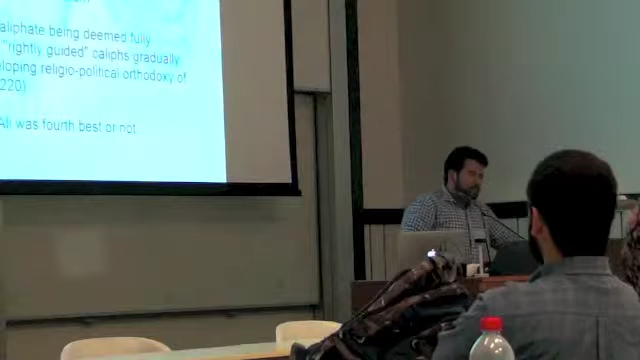 aliphate being deemed fully
"rightly guided" caliphs gradually
eloping religio-political orthodoxy of
220)
Ali was fourth best or not